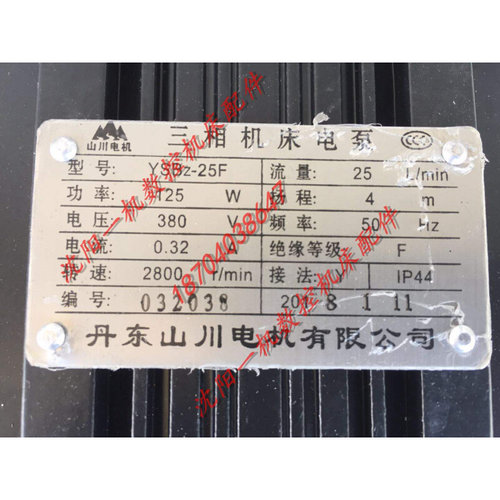 山川电机 三相机床电泵 CCC
型号: YSBz-25F 流量: 25 L/min
功率: 125 W 扬程: 4 m
电压: 380 V 频率: 50 Hz
电流: 0.32 A 绝缘等级 F
转速: 2800 r/min 接法: IP44
编号: 032038 8 1 11
丹东山川电机有限公司
沈阳一机数控机床配件
沈阳一机数控机床配件